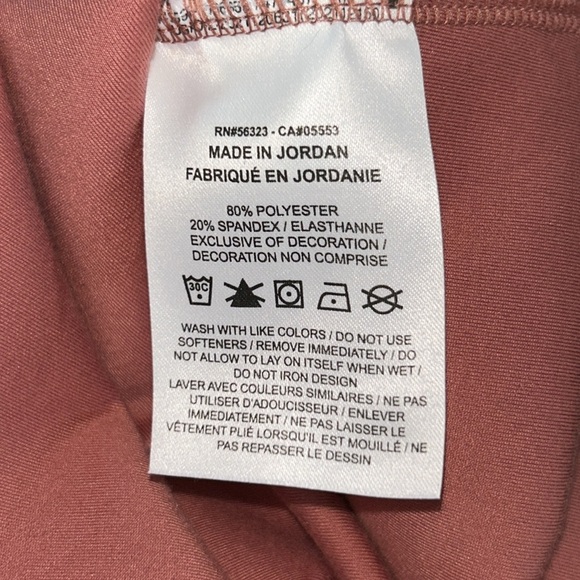 RN#56323 - CA#05553
MADE IN JORDAN
FABRIQUÉ EN JORDANIE
80% POLYESTER
20% SPANDEX / ELASTHANNE
EXCLUSIVE OF DECORATION /
DECORATION NON COMPRISE
30C
WASH WITH LIKE COLORS / DO NOT USE
SOFTENERS / REMOVE IMMEDIATELY / DO
NOT ALLOW TO LAY ON ITSELF WHEN WET /
DO NOT IRON DESIGN
LAVER AVEC COULEURS SIMILAIRES / NE PAS
UTILISER D'ADOUCISSEUR / ENLEVER
IMMEDIATEMENT / NE PAS LAISSER LE
VÊTEMENT PLIÉ LORSQU'IL EST MOUILLÉ / NE
PAS REPASSER LE DESSIN